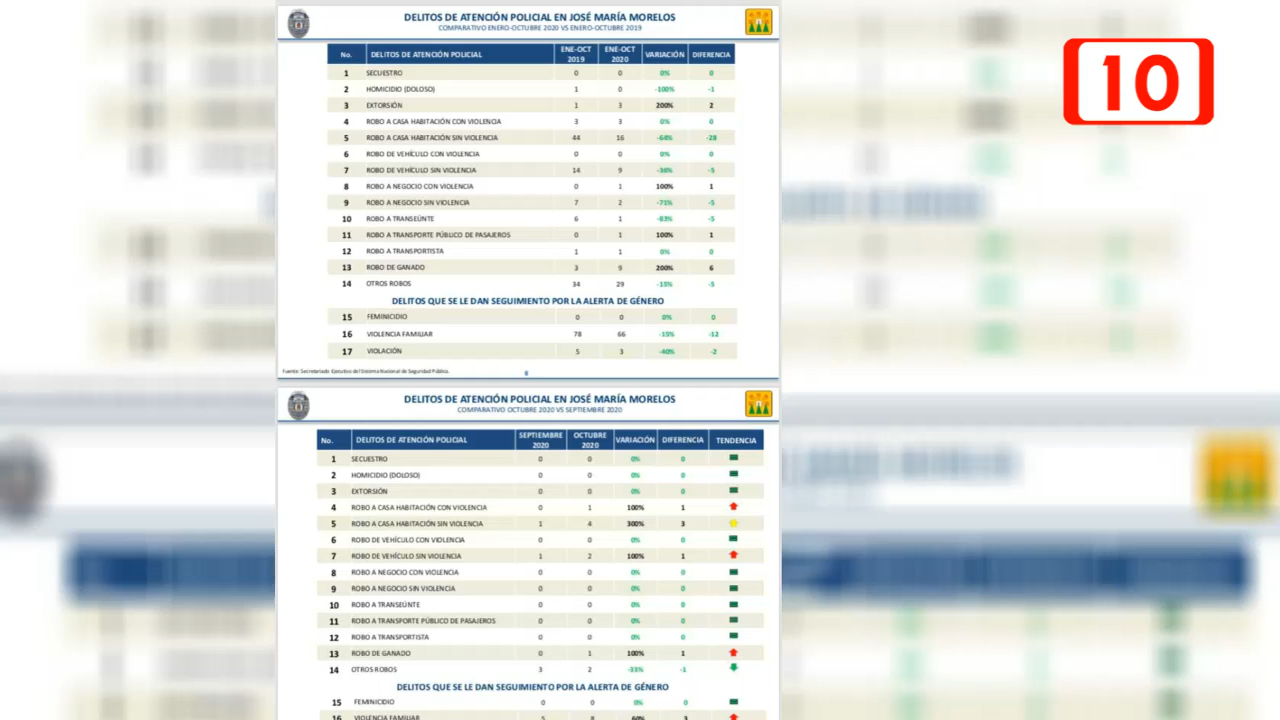 DELITOS DE ATENCIÓN POLICIAL EN JOSÉ MARÍA MORELOS
COMPARATIVO ENERO-OCTUBRE 2020 VS ENERO-OCTUBRE 2019
10
No. DELITOS DE ATENCIÓN POLICIAL ENE-OCT 2019 ENE-OCT 2020 VARIACIÓN DIFERENCIA
1 SECUESTRO 0 0 0% 0
2 HOMICIDIO (DOLOSO) 1 0 -100% -1
3 EXTORSIÓN 1 3 200% 2
4 ROBO A CASA HABITACIÓN CON VIOLENCIA 3 3 0% 0
5 ROBO A CASA HABITACIÓN SIN VIOLENCIA 44 16 -64% -28
6 ROBO DE VEHÍCULO CON VIOLENCIA 0 0 0% 0
7 ROBO DE VEHÍCULO SIN VIOLENCIA 14 9 -36% -5
8 ROBO A NEGOCIO CON VIOLENCIA 0 1 100% 1
9 ROBO A NEGOCIO SIN VIOLENCIA 7 2 -71% -5
10 ROBO A TRANSEÚNTE 6 1 -83% -5
11 ROBO A TRANSPORTE PÚBLICO DE PASAJEROS 0 1 100% 1
12 ROBO A TRANSPORTISTA 1 1 0% 0
13 ROBO DE GANADO 3 9 200% 6
14 OTROS ROBOS 34 29 -15% -5
DELITOS QUE SE LE DAN SEGUIMIENTO POR LA ALERTA DE GÉNERO
15 FEMINICIDIO 0 0 0% 0
16 VIOLENCIA FAMILIAR 78 66 -15% -12
17 VIOLACIÓN 5 3 -40% -2
Fuente: Secretariado Ejecutivo del Sistema Nacional de Seguridad Pública.
DELITOS DE ATENCIÓN POLICIAL EN JOSÉ MARÍA MORELOS
COMPARATIVO OCTUBRE 2020 VS SEPTIEMBRE 2020
No. DELITOS DE ATENCIÓN POLICIAL SEPTIEMBRE 2020 OCTUBRE 2020 VARIACIÓN DIFERENCIA TENDENCIA
1 SECUESTRO 0 0 0% 0
2 HOMICIDIO (DOLOSO) 0 0 0% 0
3 EXTORSIÓN 0 0 0% 0
4 ROBO A CASA HABITACIÓN CON VIOLENCIA 0 1 100% 1
5 ROBO A CASA HABITACIÓN SIN VIOLENCIA 1 4 300% 3
6 ROBO DE VEHÍCULO CON VIOLENCIA 0 0 0% 0
7 ROBO DE VEHÍCULO SIN VIOLENCIA 1 2 100% 1
8 ROBO A NEGOCIO CON VIOLENCIA 0 0 0% 0
9 ROBO A NEGOCIO SIN VIOLENCIA 0 0 0% 0
10 ROBO A TRANSEÚNTE 0 0 0% 0
11 ROBO A TRANSPORTE PÚBLICO DE PASAJEROS 0 0 0% 0
12 ROBO A TRANSPORTISTA 0 0 0% 0
13 ROBO DE GANADO 0 1 100% 1
14 OTROS ROBOS 3 2 -33% -1
DELITOS QUE SE LE DAN SEGUIMIENTO POR LA ALERTA DE GÉNERO
15 FEMINICIDIO 0 0 0% 0
16 VIOLENCIA FAMILIAR 5 8 60% 3